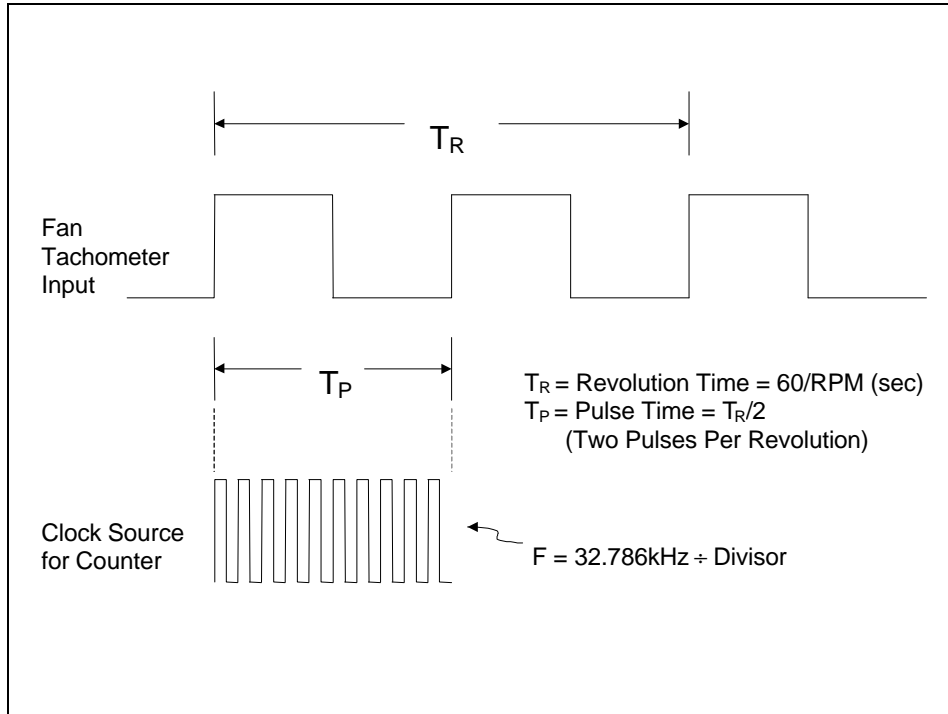 T_R
Fan
Tachometer
Input
T_P
T_R = Revolution Time = 60/RPM (sec)
T_P = Pulse Time = T_R/2
(Two Pulses Per Revolution)
Clock Source
for Counter
F = 32.786kHz ÷ Divisor